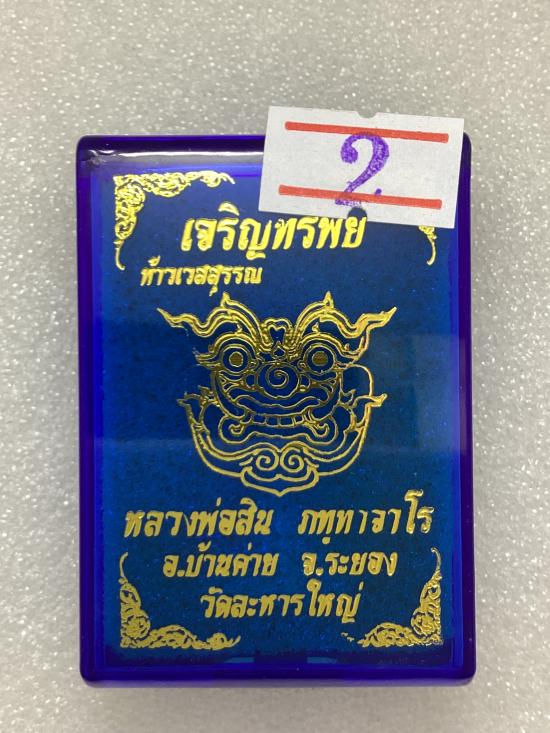 2
เจริญทรัพย์
ท้าวเวสสุวรรณ
หลวงพ่อสิน ภทฺทาจาโร
อ.บ้านค่าย จ.ระยอง
วัดละหารใหญ่